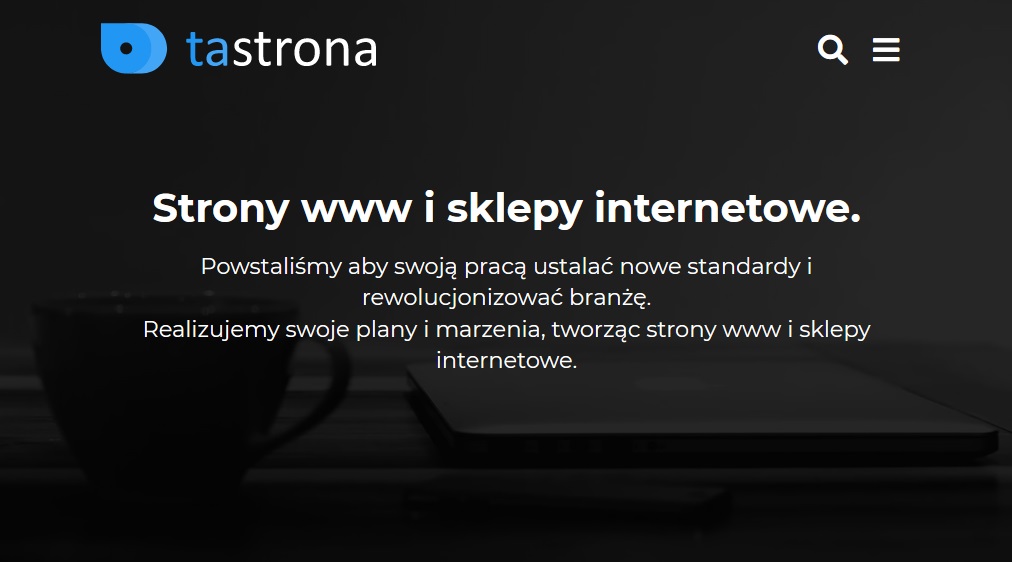 tastrona
Strony www i sklepy internetowe.
Powstaliśmy aby swoją pracą ustalać nowe standardy i
rewolucjonizować branżę.
Realizujemy swoje plany i marzenia, tworząc strony www i sklepy
internetowe.